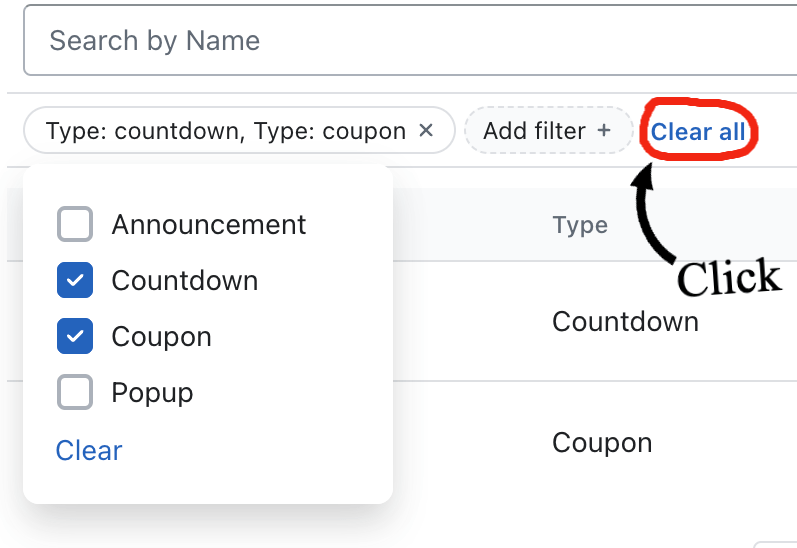 Search by Name
Type: countdown, Type: coupon ×
Add filter +
Clear all
Click
Announcement
Countdown
Coupon
Popup
Clear
Type
Countdown
Coupon